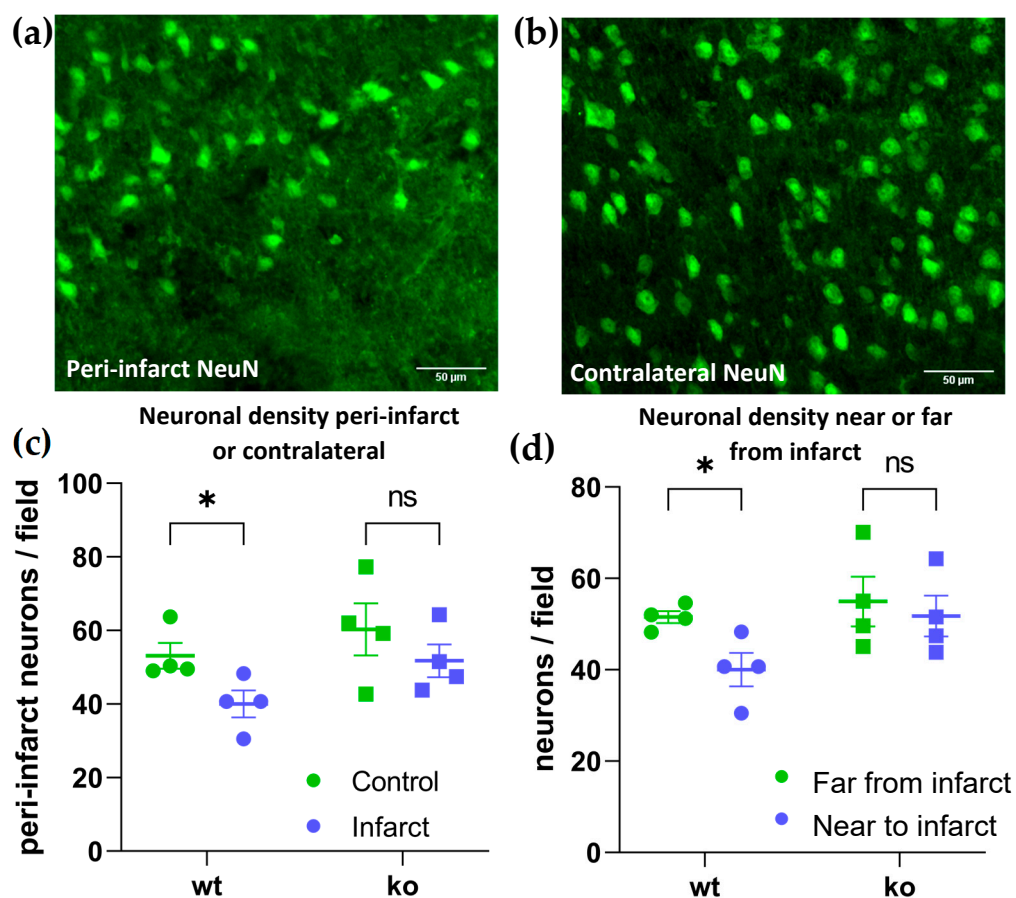 (a)
(b)
Peri-infarct NeuN
50 µm
Contralateral NeuN
50 µm
(c)
Neuronal density peri-infarct
or contralateral
peri-infarct neurons / field
100
80
60
40
20
0
*
ns
Control
Infarct
wt
ko
(d)
Neuronal density near or far
from infarct
neurons / field
80
60
40
20
0
*
ns
Far from infarct
Near to infarct
wt
ko